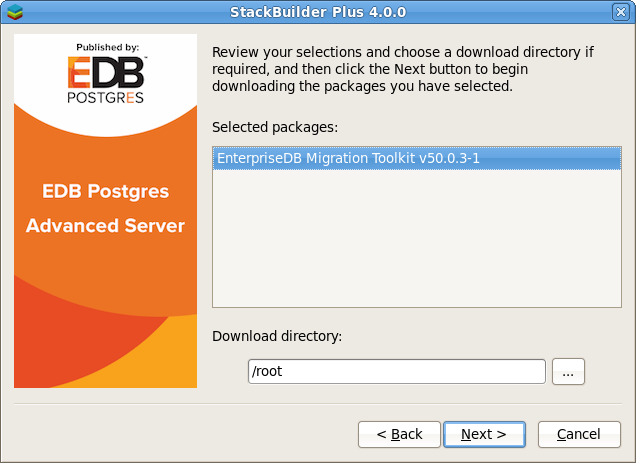 StackBuilder Plus 4.0.0
Published by:
EDB™
POSTGRES
EDB Postgres
Advanced Server
Review your selections and choose a download directory if
required, and then click the Next button to begin
downloading the packages you have selected.
Selected packages:
EnterpriseDB Migration Toolkit v50.0.3-1
Download directory:
/root
...
< Back
Next >
Cancel